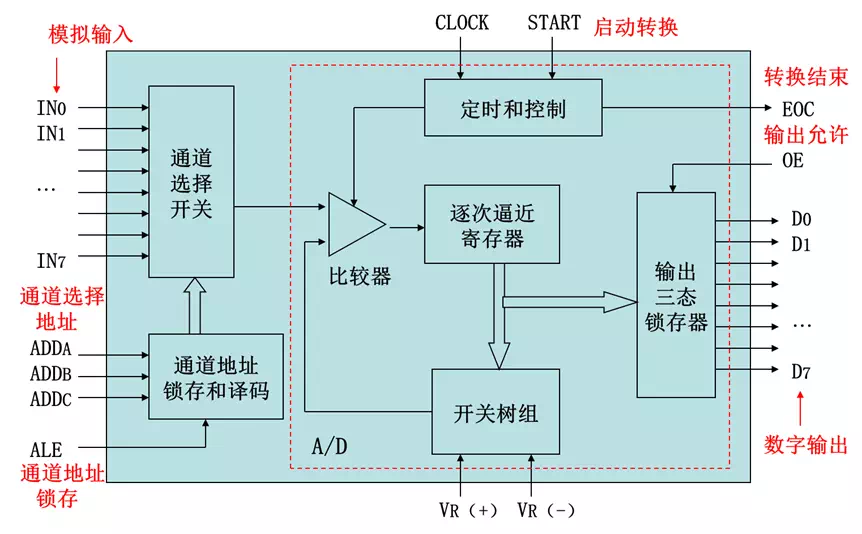 模拟输入
CLOCK
START
启动转换
转换结束
IN0
IN1
...
IN7
通道
选择
开关
定时和控制
EOC
输出允许
OE
逐次逼近
寄存器
比较器
输出
三态
锁存器
D0
D1
...
D7
数字输出
通道选择
地址
ADDA
ADDB
ADDC
通道地址
锁存和译码
开关树组
A/D
ALE
通道地址
锁存
VR（+）
VR（-）